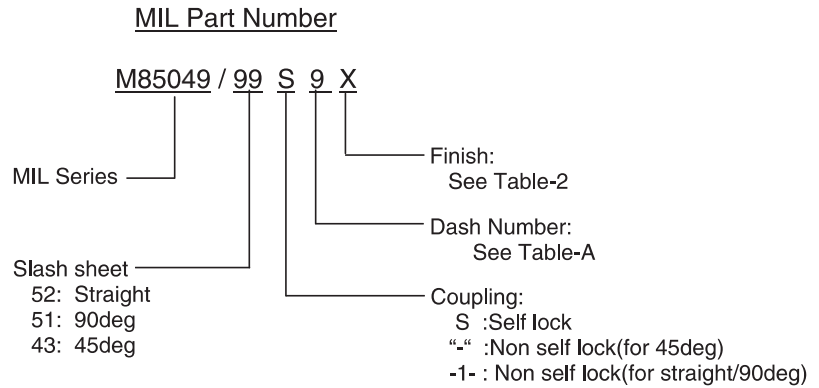 MIL Part Number
M85049 / 99 S 9 X
MIL Series
Finish:
See Table-2
Dash Number:
See Table-A
Slash sheet
52: Straight
51: 90deg
43: 45deg
Coupling:
S :Self lock
“-“ :Non self lock(for 45deg)
-1- : Non self lock(for straight/90deg)